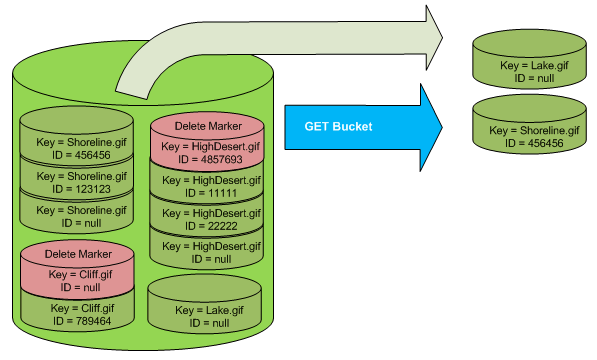 Key = Lake.gif
ID = null
Key = Shoreline.gif
ID = 456456
GET Bucket
Key = Shoreline.gif
ID = 456456
Key = Shoreline.gif
ID = 123123
Key = Shoreline.gif
ID = null
Delete Marker
Key = HighDesert.gif
ID = 4857693
Key = HighDesert.gif
ID = 11111
Key = HighDesert.gif
ID = 22222
Key = HighDesert.gif
ID = null
Delete Marker
Key = Cliff.gif
ID = null
Key = Cliff.gif
ID = 789464
Key = Lake.gif
ID = null